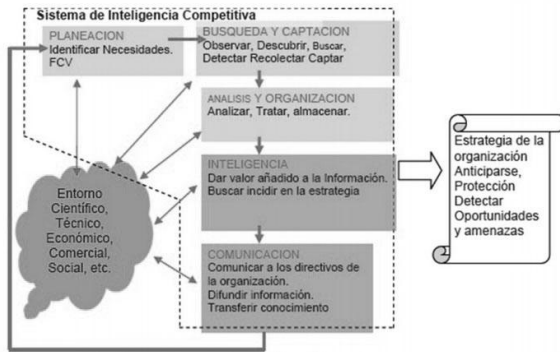 Sistema de Inteligencia Competitiva
PLANEACION
Identificar Necesidades.
FCV
BUSQUEDA Y CAPTACION
Observar, Descubrir, Buscar,
Detectar Recolectar Captar
ANALISIS Y ORGANIZACION
Analizar, Tratar, almacenar.
INTELIGENCIA
Dar valor añadido a la Información.
Buscar incidir en la estrategia
COMUNICACION
Comunicar a los directivos de
la organización.
Difundir información.
Transferir conocimiento
Entorno
Científico,
Técnico,
Económico,
Comercial,
Social, etc.
Estrategia de la
organización
Anticiparse,
Protección
Detectar
Oportunidades
y amenazas